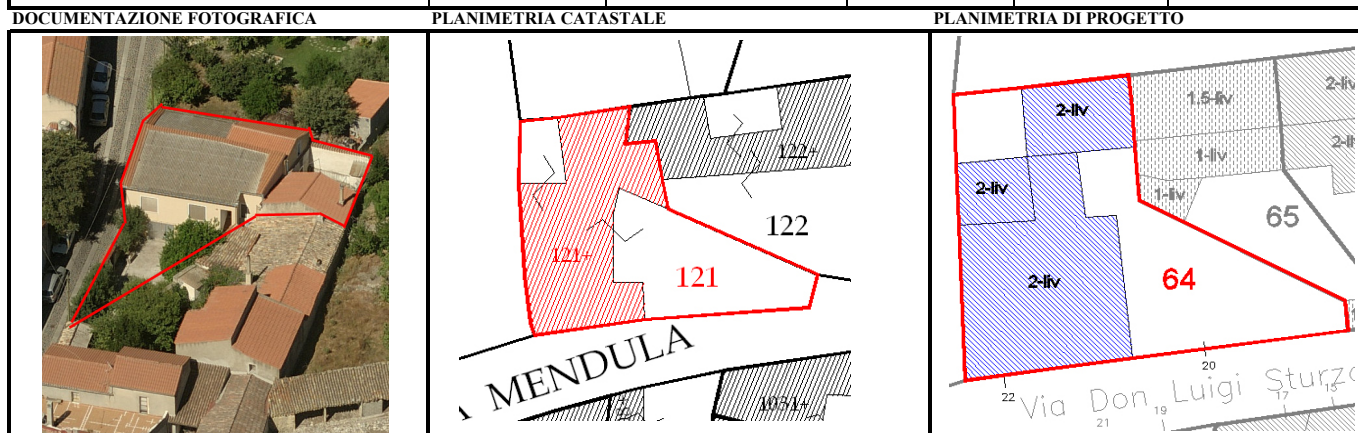 DOCUMENTAZIONE FOTOGRAFICA
PLANIMETRIA CATASTALE
PLANIMETRIA DI PROGETTO
122+
122
121+
121
MENDULA
1031+
2-liv
1.5-liv
2-liv
2-liv
1-liv
2-liv
1-liv
65
2-liv
64
20
22
Via Don Luigi Sturzo
21
19
17
15